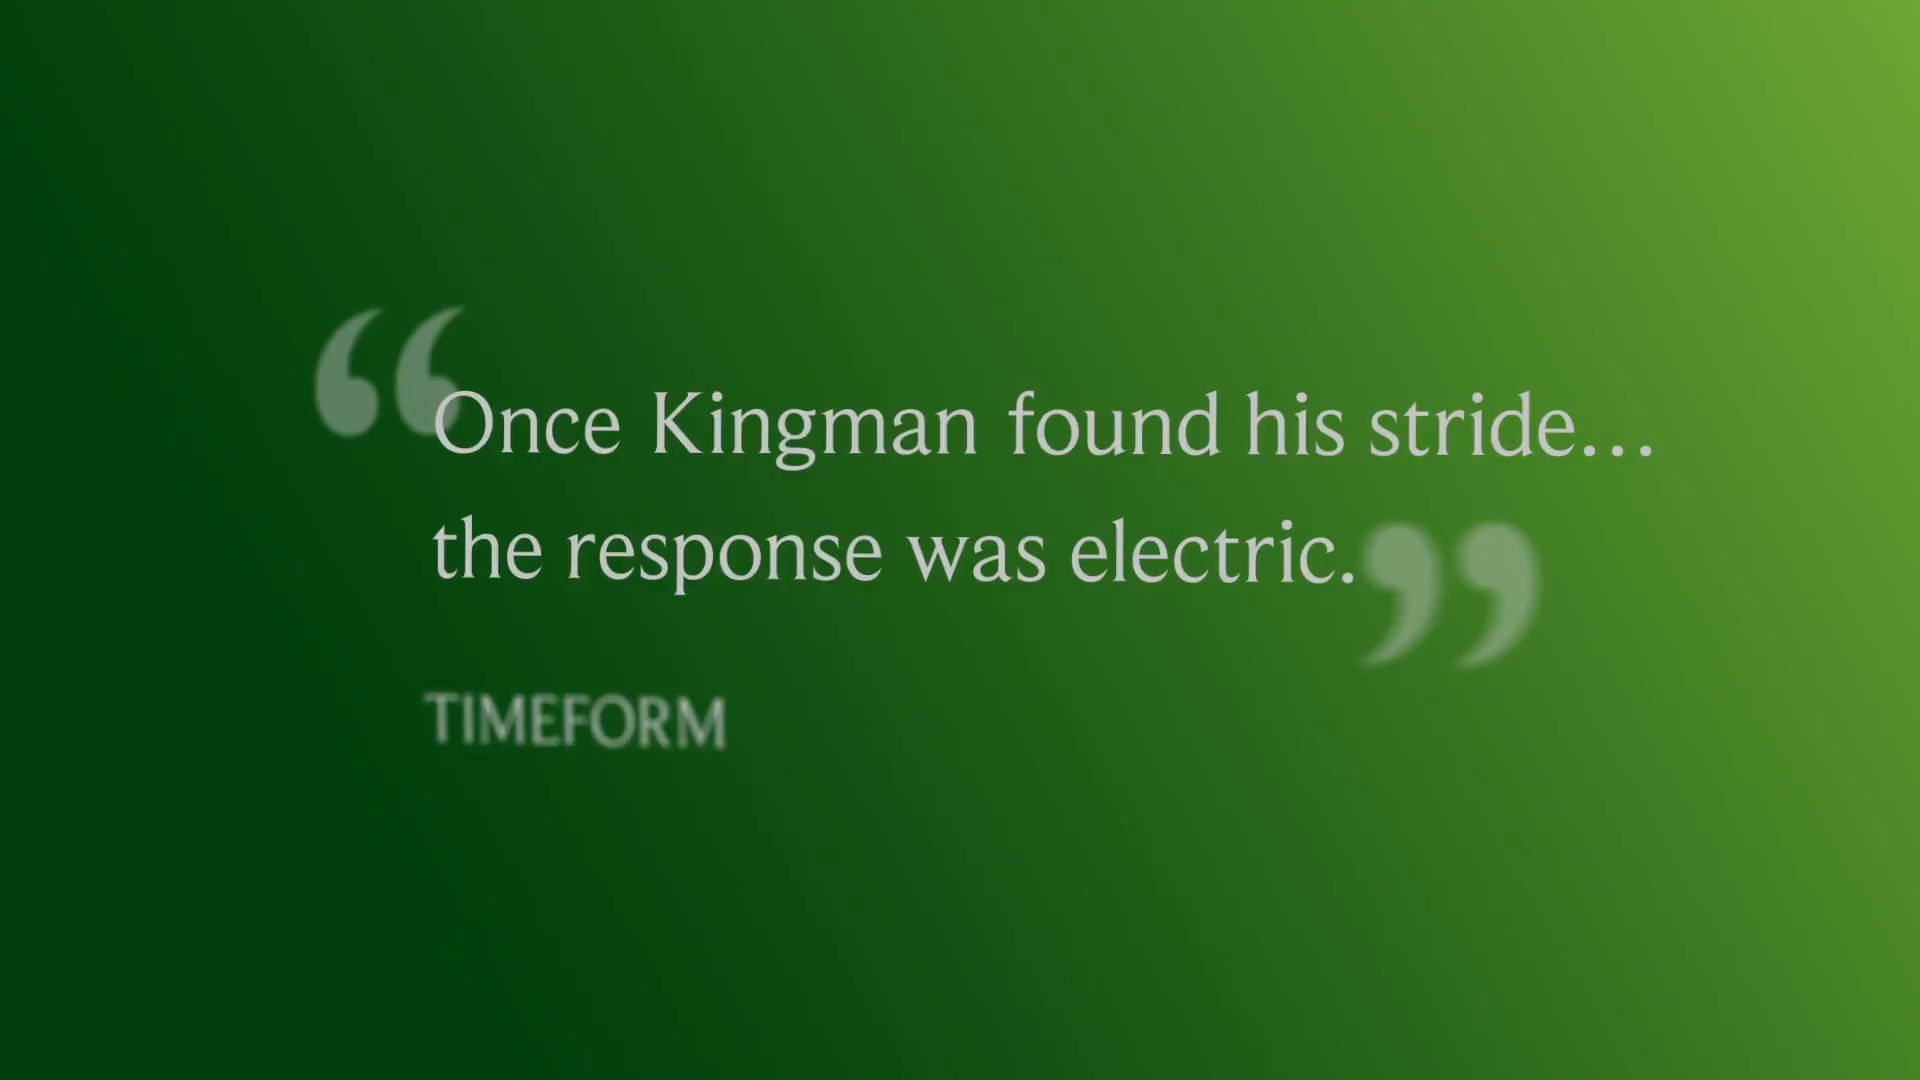 “Once Kingman found his stride…
the response was electric.”
TIMEFORM